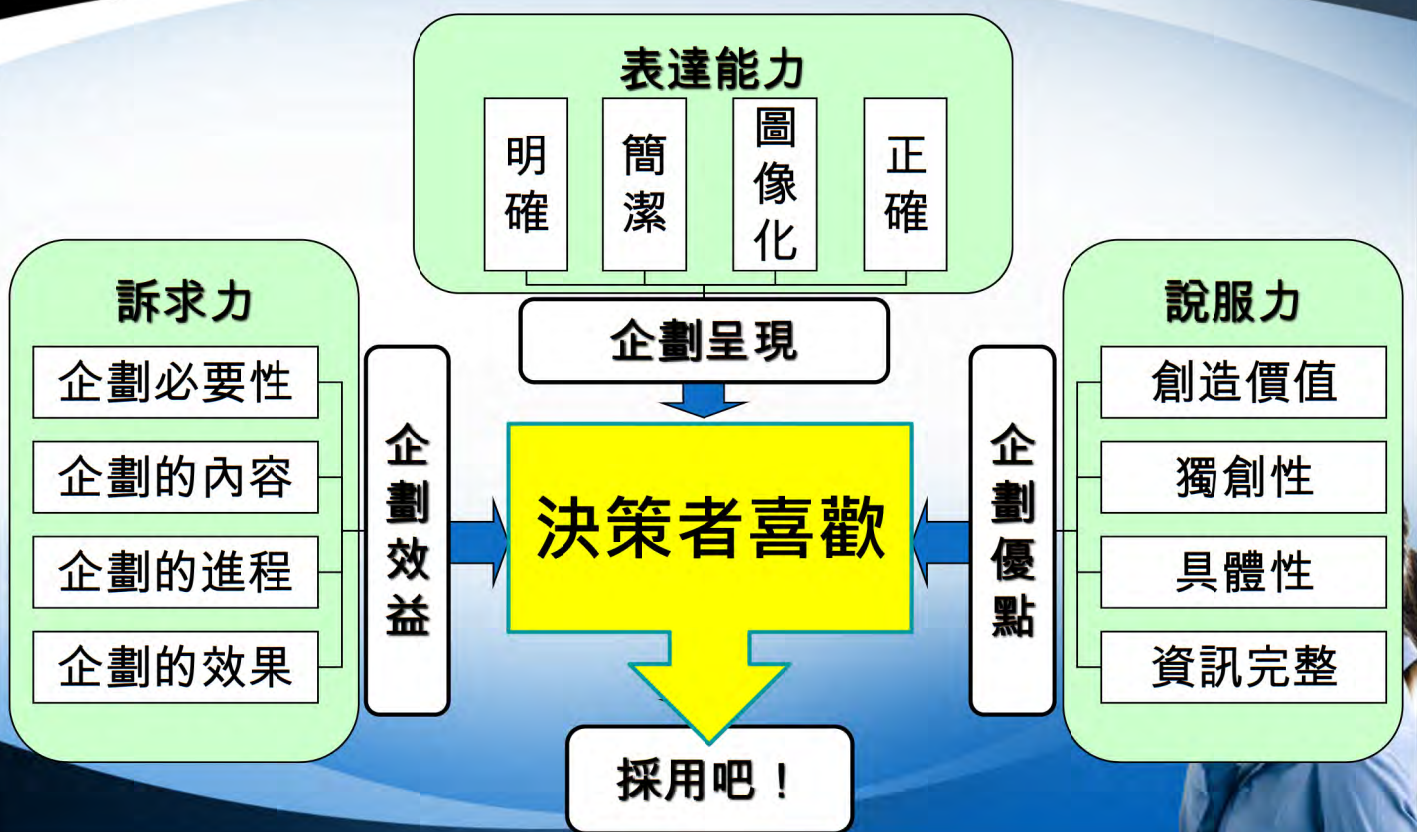 表達能力
明確
簡潔
圖像化
正確
企劃呈現
訴求力
企劃必要性
企劃的內容
企劃的進程
企劃的效果
企劃效益
決策者喜歡
企劃優點
說服力
創造價值
獨創性
具體性
資訊完整
採用吧！